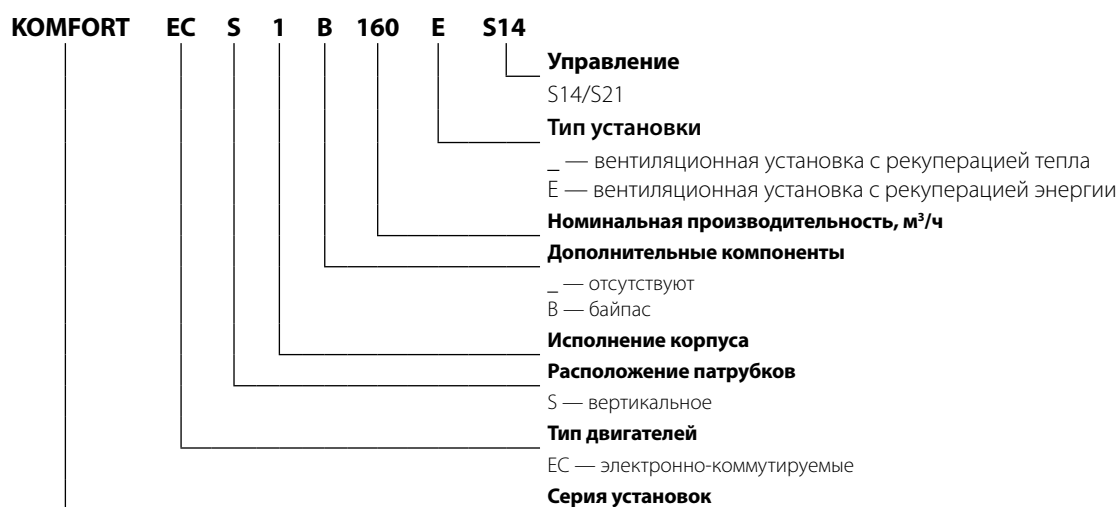 KOMFORT EC S 1 B 160 E S14
Управление
S14/S21
Тип установки
_ — вентиляционная установка с рекуперацией тепла
E — вентиляционная установка с рекуперацией энергии
Номинальная производительность, м³/ч
Дополнительные компоненты
_ — отсутствуют
B — байпас
Исполнение корпуса
Расположение патрубков
S — вертикальное
Тип двигателей
EC — электронно-коммутируемые
Серия установок